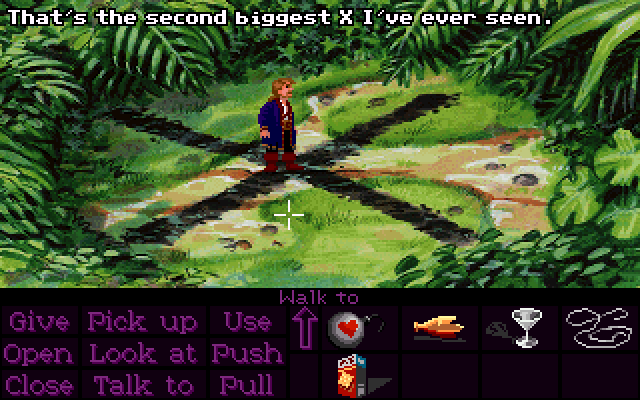 That's the second biggest X I've ever seen.
Walk to
Give Pick up Use
Open Look at Push
Close Talk to Pull